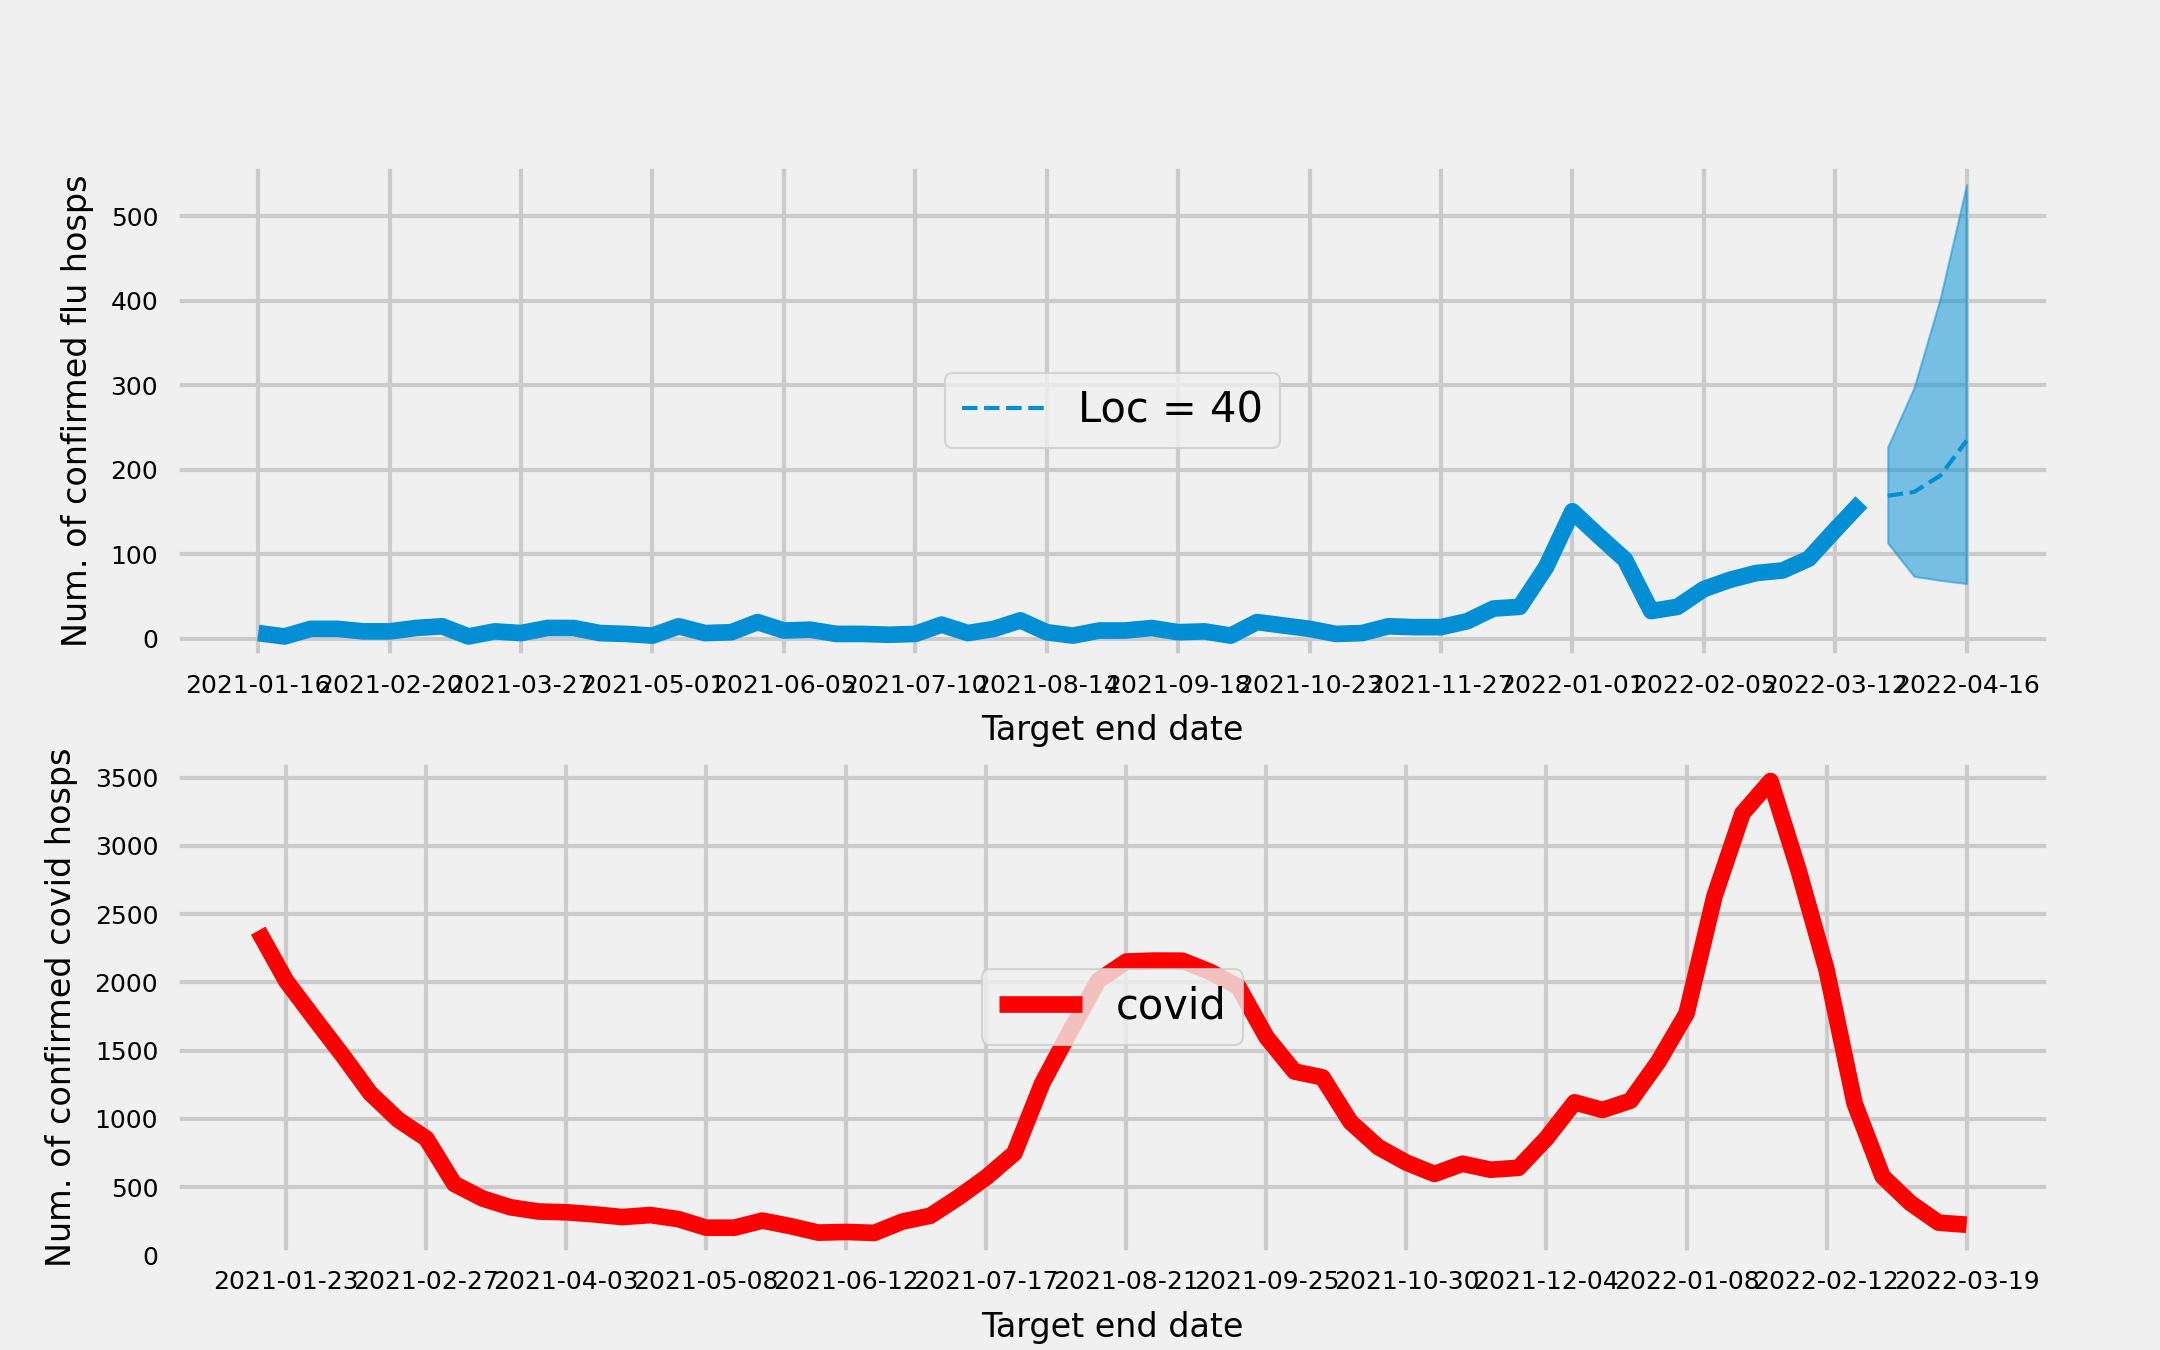 Num. of confirmed flu hosps
500
400
300
200
100
0
Loc = 40
2021-01-16 2021-02-20 2021-03-27 2021-05-01 2021-06-05 2021-07-10 2021-08-14 2021-09-18 2021-10-23 2021-11-27 2022-01-01 2022-02-05 2022-03-12 2022-04-16
Target end date
Num. of confirmed covid hosps
3500
3000
2500
2000
1500
1000
500
0
covid
2021-01-23 2021-02-27 2021-04-03 2021-05-08 2021-06-12 2021-07-17 2021-08-21 2021-09-25 2021-10-30 2021-12-04 2022-01-08 2022-02-12 2022-03-19
Target end date